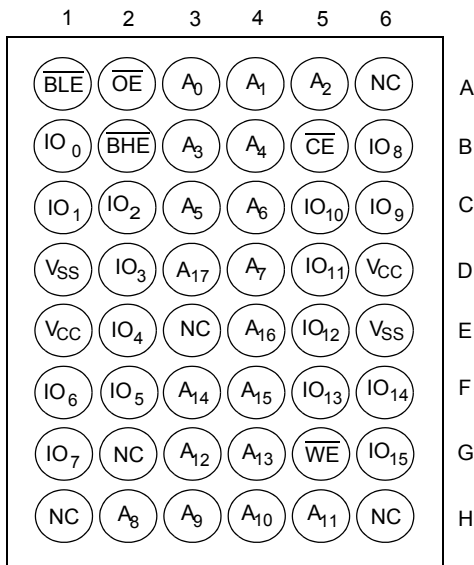 1 2 3 4 5 6
BLE OE A0 A1 A2 NC A
IO0 BHE A3 A4 CE IO8 B
IO1 IO2 A5 A6 IO10 IO9 C
VSS IO3 A17 A7 IO11 VCC D
VCC IO4 NC A16 IO12 VSS E
IO6 IO5 A14 A15 IO13 IO14 F
IO7 NC A12 A13 WE IO15 G
NC A8 A9 A10 A11 NC H